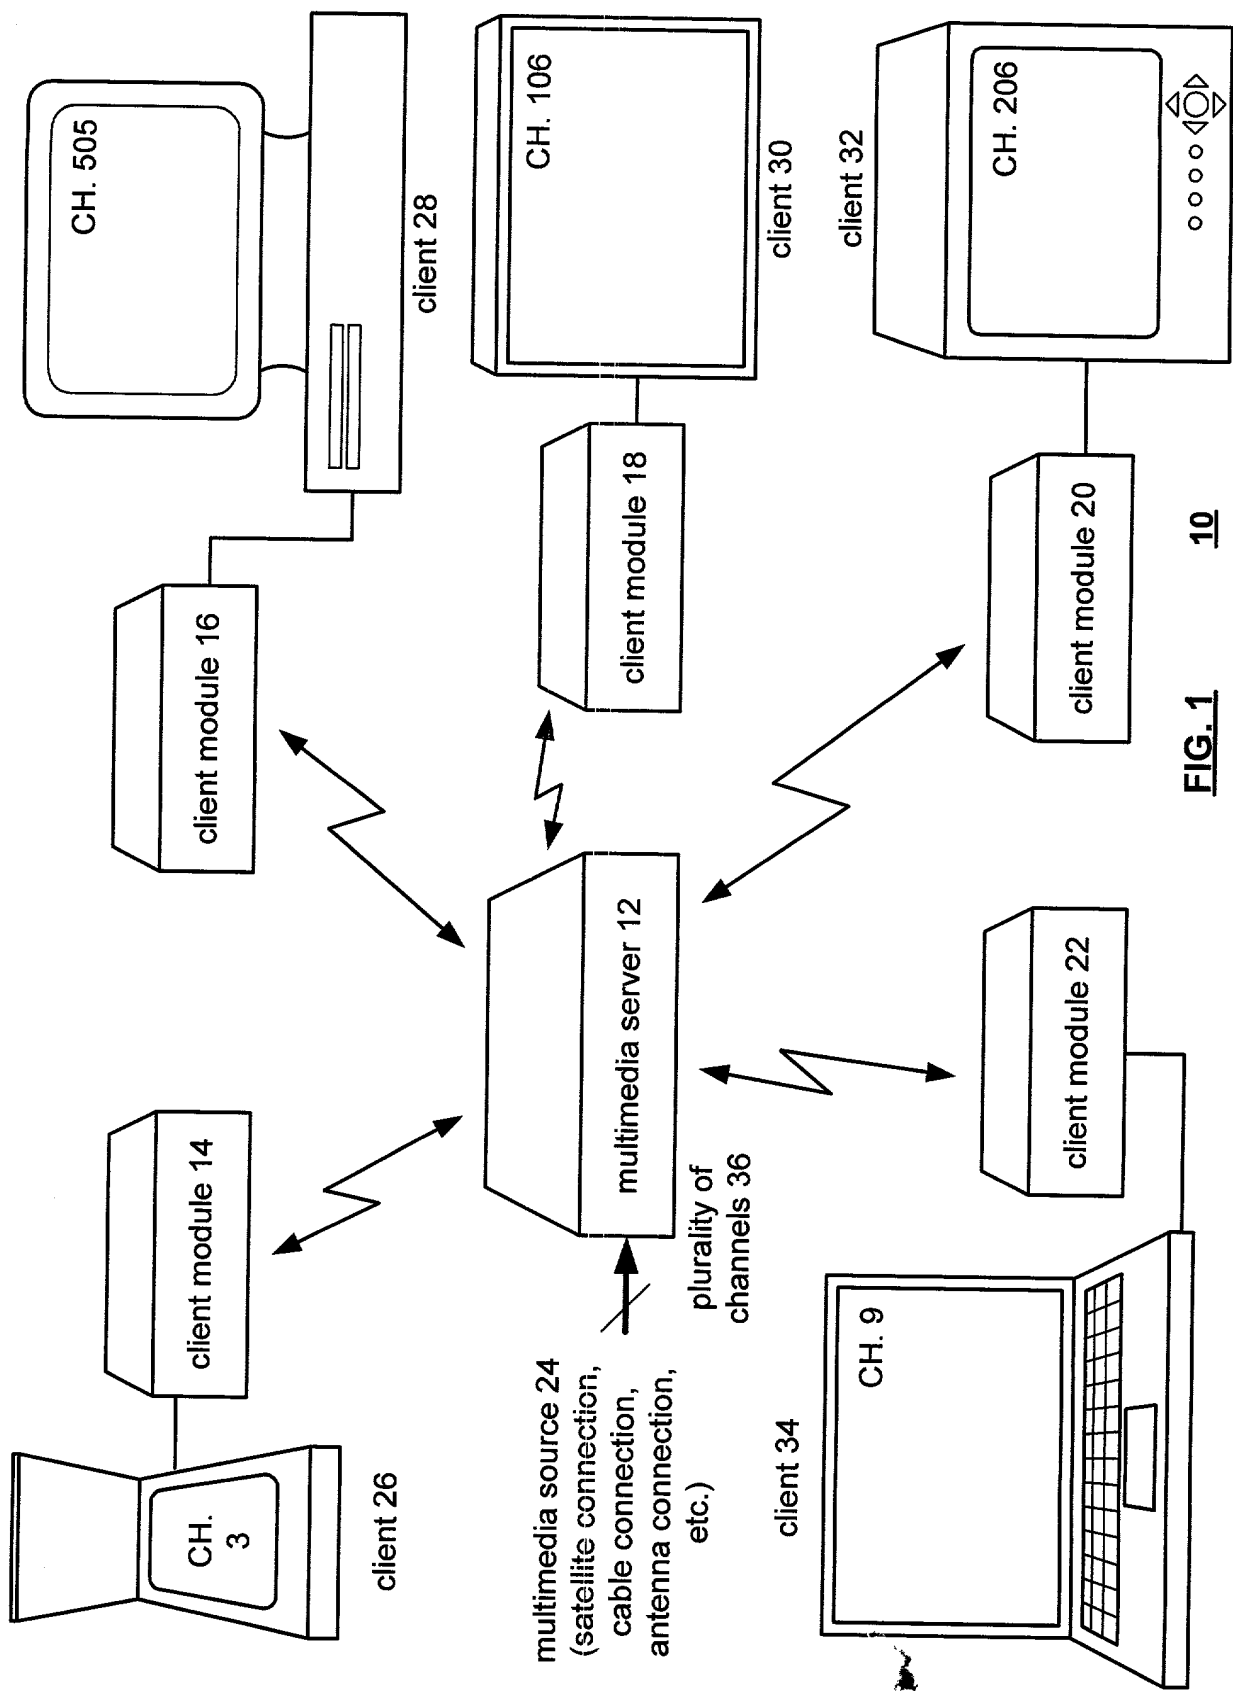 CH.
3
client 26
client module 14
client module 16
CH. 505
client 28
multimedia source 24
(satellite connection,
cable connection,
antenna connection,
etc.)
plurality of
channels 36
multimedia server 12
client module 18
CH. 106
client 30
client 34
CH. 9
client module 22
client module 20
client 32
CH. 206
FIG. 1
10